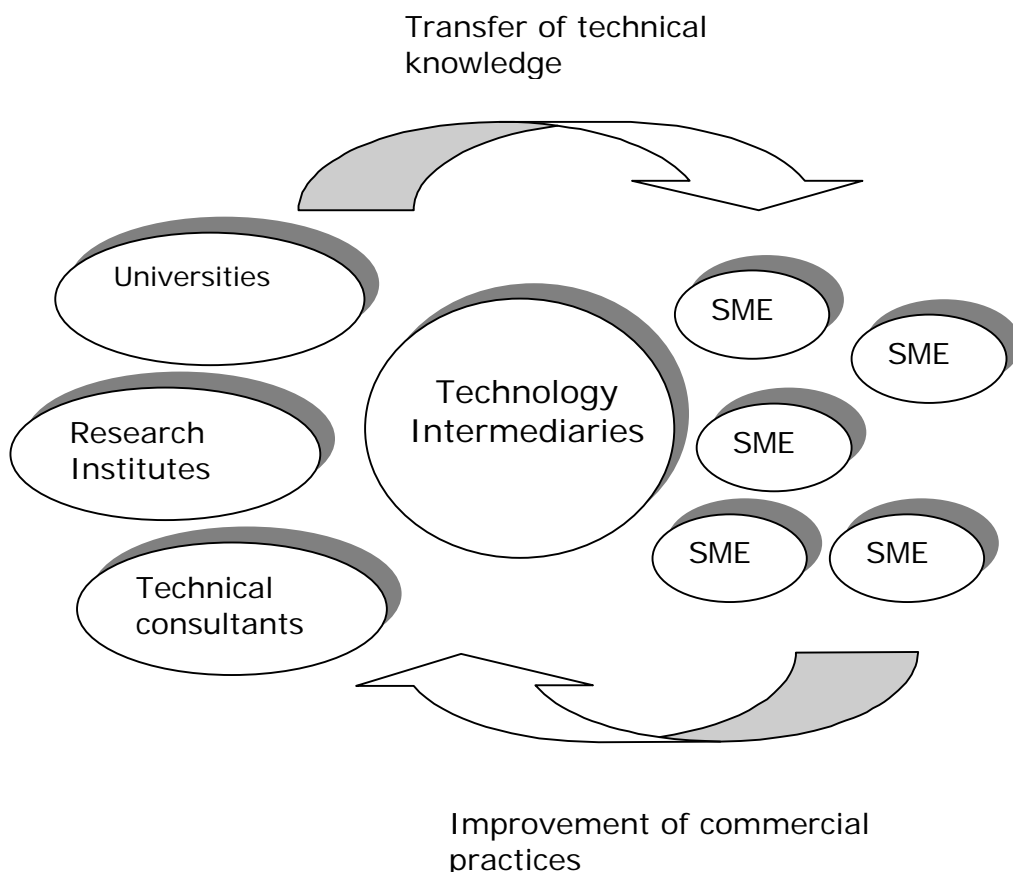 Transfer of technical
knowledge
Universities
Research
Institutes
Technical
consultants
Technology
Intermediaries
SME
SME
SME
SME
SME
Improvement of commercial
practices